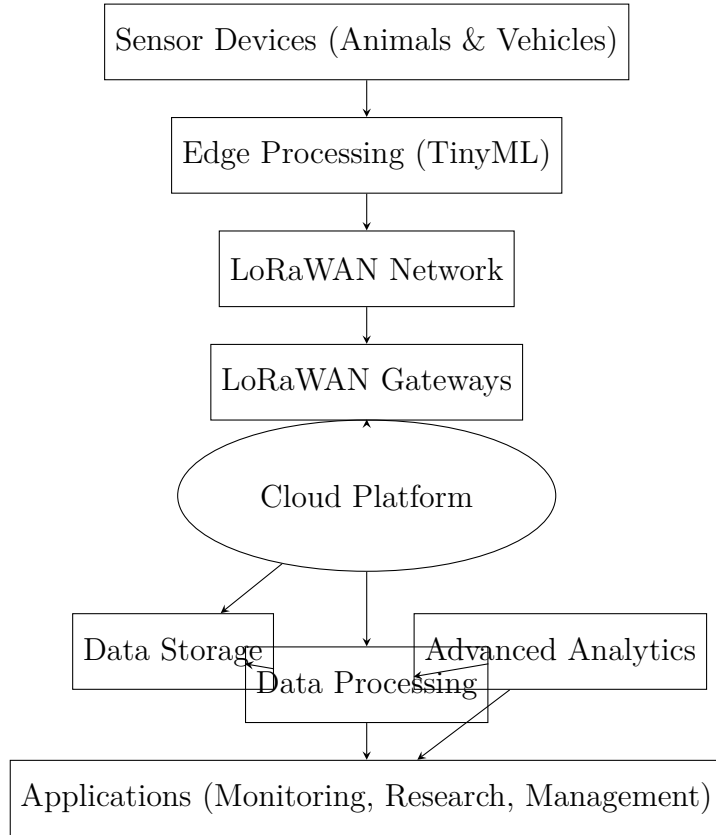 Sensor Devices (Animals & Vehicles)
Edge Processing (TinyML)
LoRaWAN Network
LoRaWAN Gateways
Cloud Platform
Data Storage
Advanced Analytics
Data Processing
Applications (Monitoring, Research, Management)